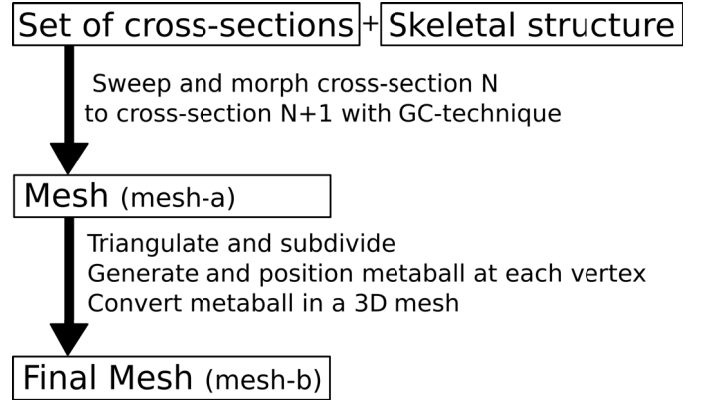 Set of cross-sections + Skeletal structure
Sweep and morph cross-section N
to cross-section N+1 with GC-technique
Mesh (mesh-a)
Triangulate and subdivide
Generate and position metaball at each vertex
Convert metaball in a 3D mesh
Final Mesh (mesh-b)